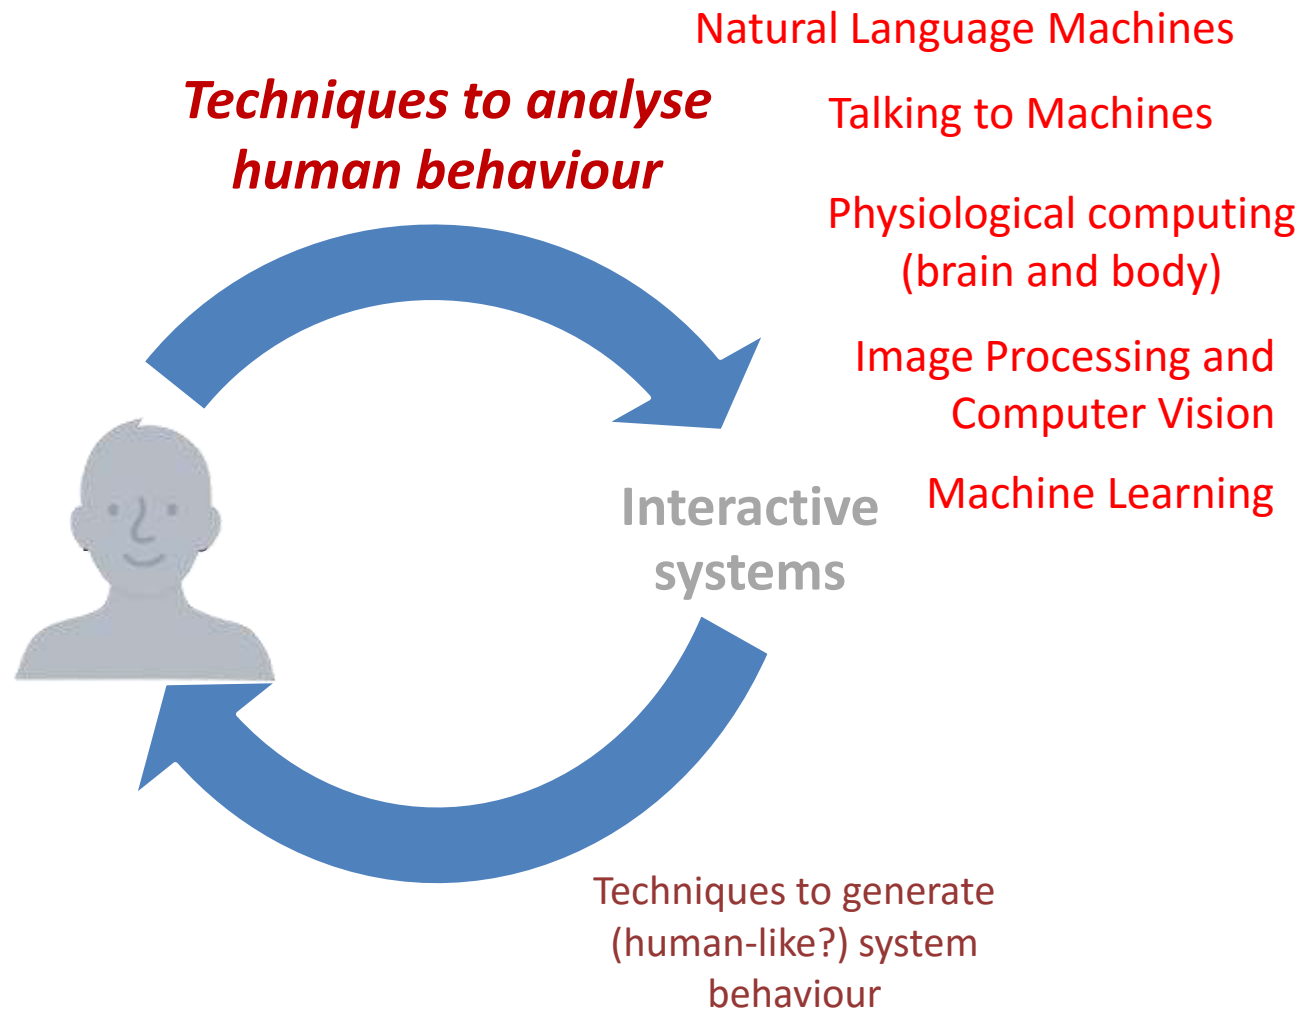 Natural Language Machines
Techniques to analyse
human behaviour
Talking to Machines
Physiological computing
(brain and body)
Image Processing and
Computer Vision
Machine Learning
Interactive
systems
Techniques to generate
(human-like?) system
behaviour